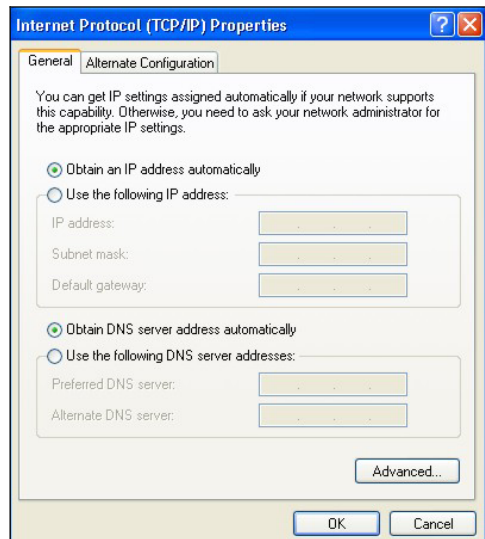 Internet Protocol (TCP/IP) Properties
General
Alternate Configuration
You can get IP settings assigned automatically if your network supports
this capability. Otherwise, you need to ask your network administrator for
the appropriate IP settings.
Obtain an IP address automatically
Use the following IP address:
IP address:
Subnet mask:
Default gateway:
Obtain DNS server address automatically
Use the following DNS server addresses:
Preferred DNS server:
Alternate DNS server:
Advanced...
OK
Cancel